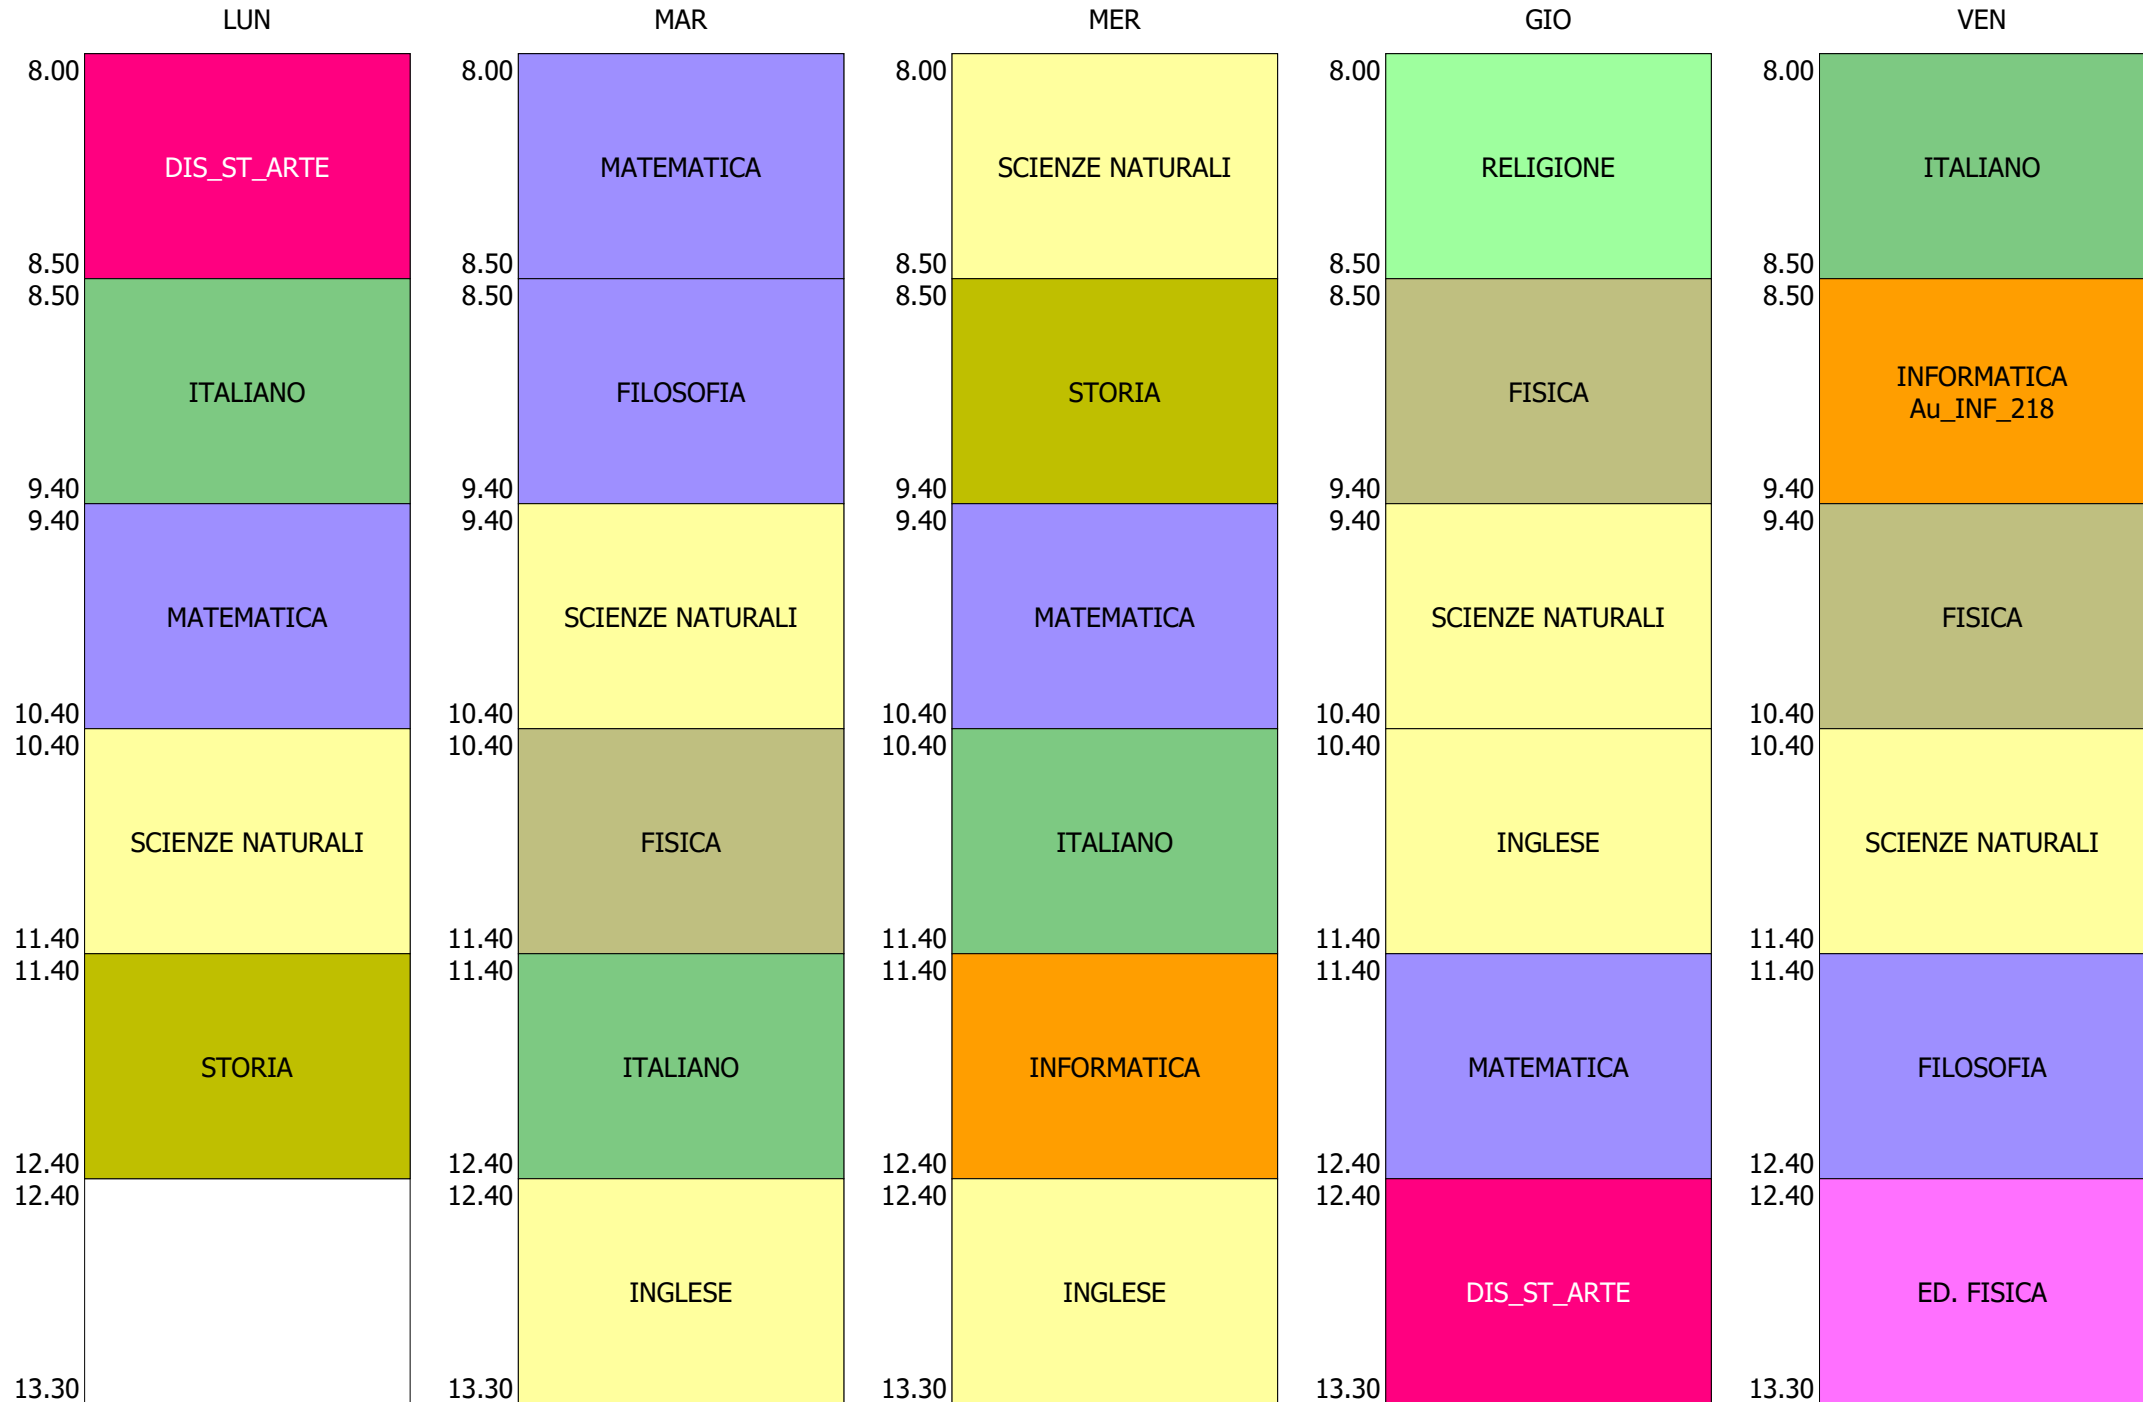 LUN MAR MER GIO VEN
8.00 8.00 8.00 8.00 8.00
DIS_ST_ARTE MATEMATICA SCIENZE NATURALI RELIGIONE ITALIANO
8.50 8.50 8.50 8.50 8.50
8.50 8.50 8.50 8.50 8.50
ITALIANO FILOSOFIA STORIA FISICA INFORMATICA
Au_INF_218
9.40 9.40 9.40 9.40 9.40
9.40 9.40 9.40 9.40 9.40
MATEMATICA SCIENZE NATURALI MATEMATICA SCIENZE NATURALI FISICA
10.40 10.40 10.40 10.40 10.40
10.40 10.40 10.40 10.40 10.40
SCIENZE NATURALI FISICA ITALIANO INGLESE SCIENZE NATURALI
11.40 11.40 11.40 11.40 11.40
11.40 11.40 11.40 11.40 11.40
STORIA ITALIANO INFORMATICA MATEMATICA FILOSOFIA
12.40 12.40 12.40 12.40 12.40
12.40 12.40 12.40 12.40 12.40
INGLESE INGLESE DIS_ST_ARTE ED. FISICA
13.30 13.30 13.30 13.30 13.30